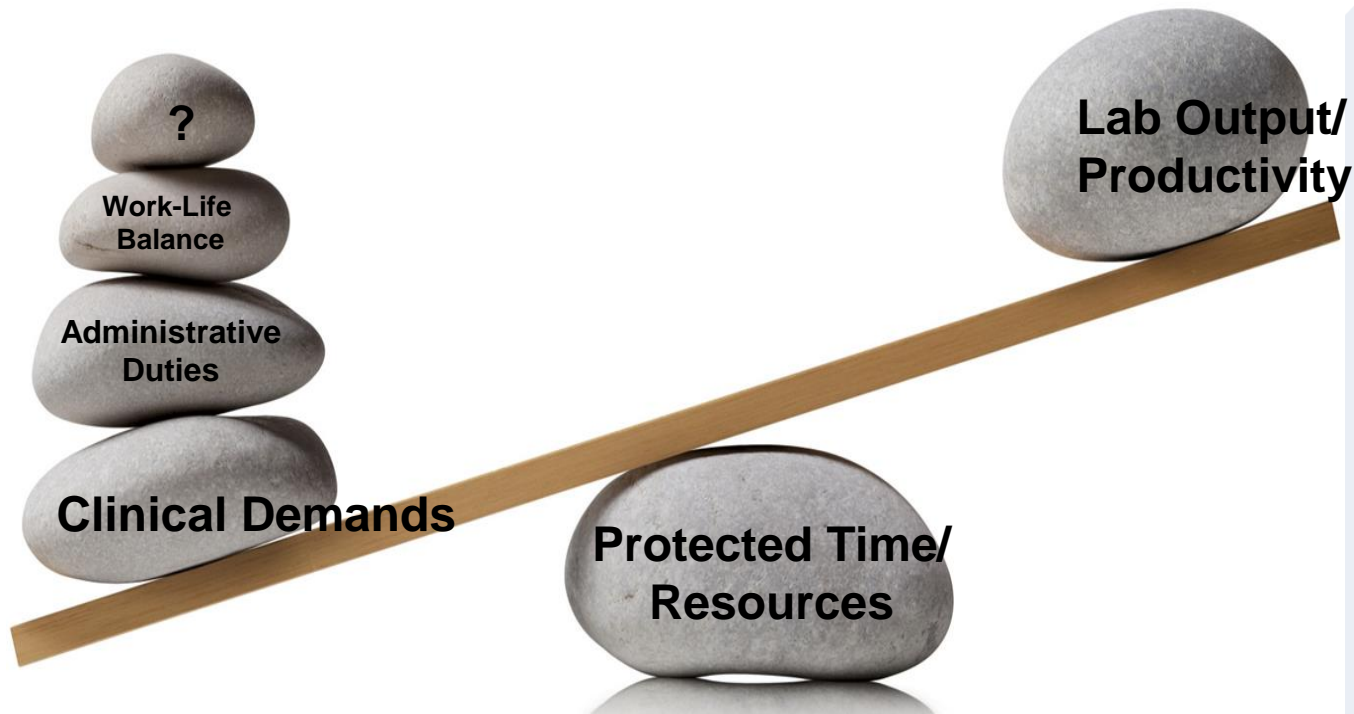 ?
Work-Life
Balance
Administrative
Duties
Clinical Demands
Lab Output/
Productivity
Protected Time/
Resources